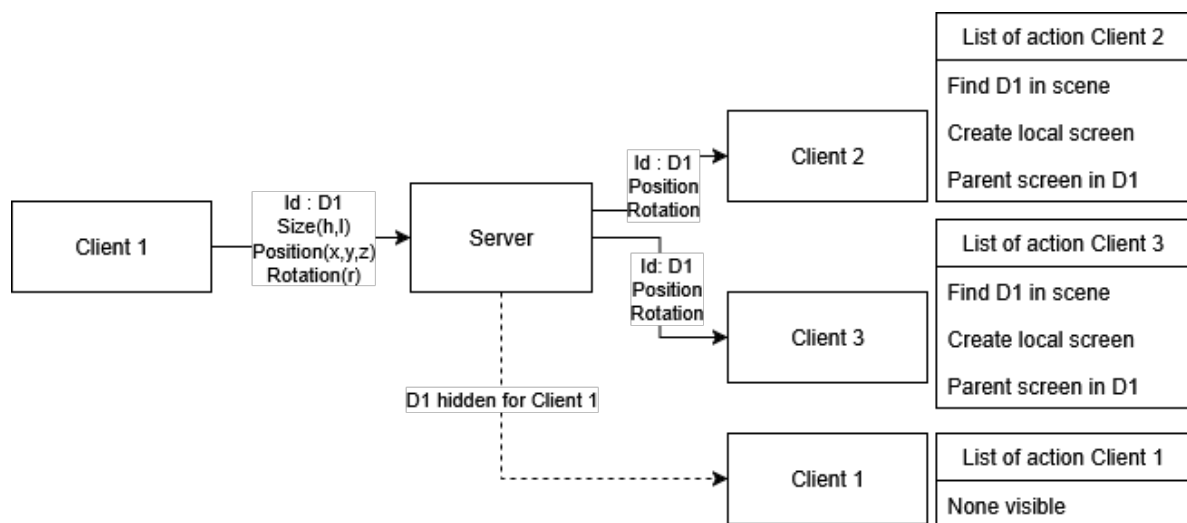 Client 1
Id : D1
Size(h,l)
Position(x,y,z)
Rotation(r)
Server
Id : D1
Position
Rotation
Client 2
List of action Client 2
Find D1 in scene
Create local screen
Parent screen in D1
Id: D1
Position
Rotation
Client 3
List of action Client 3
Find D1 in scene
Create local screen
Parent screen in D1
D1 hidden for Client 1
Client 1
List of action Client 1
None visible